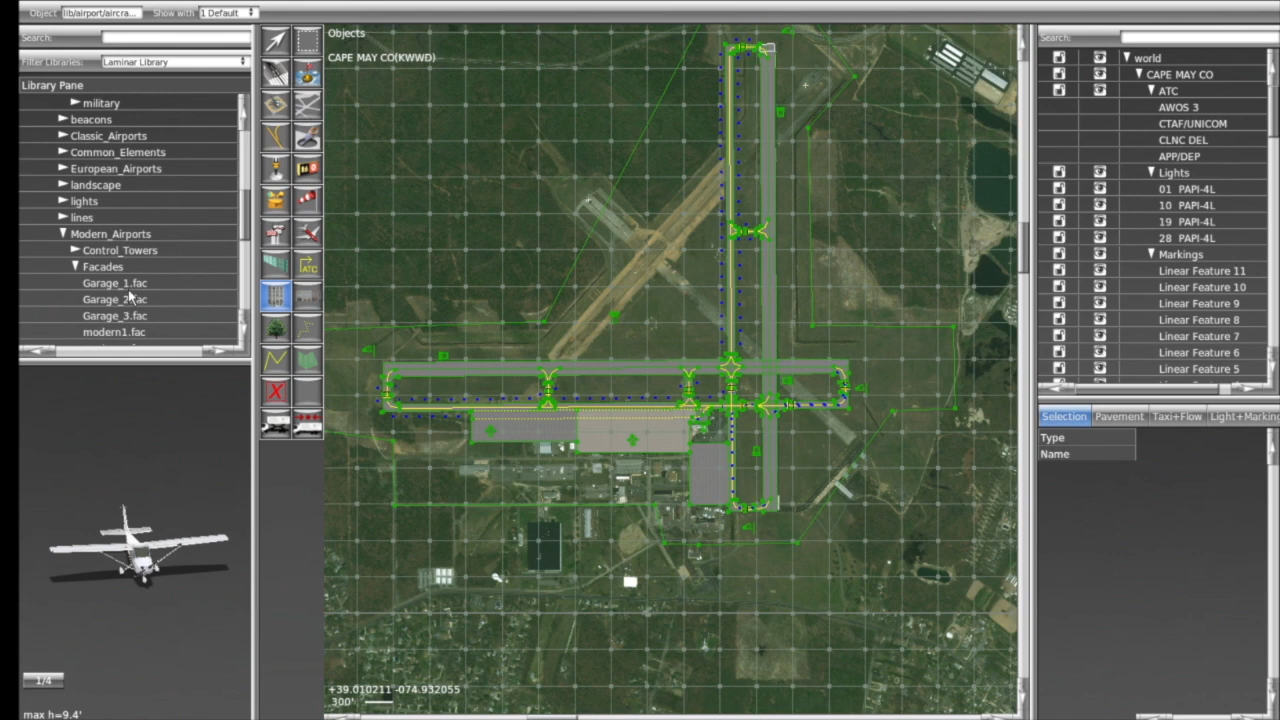 Object lib/airport/aircra... Show with 1 Default
Search:
Filter Libraries: Laminar Library
Library Pane
military
beacons
Classic_Airports
Common_Elements
European_Airports
landscape
lights
lines
Modern_Airports
Control_Towers
Facades
Garage_1.fac
Garage_2.fac
Garage_3.fac
modern1.fac
1/4
max h=9.4'
ATC
Objects
CAPE MAY CO(KWWD)
+39.010211 -074.932055
300'
Search:
world
CAPE MAY CO
ATC
AWOS 3
CTAF/UNICOM
CLNC DEL
APP/DEP
Lights
01 PAPI-4L
10 PAPI-4L
19 PAPI-4L
28 PAPI-4L
Markings
Linear Feature 11
Linear Feature 10
Linear Feature 9
Linear Feature 8
Linear Feature 7
Linear Feature 6
Linear Feature 5
Selection Pavement Taxi+Flow Light+Markin
Type
Name